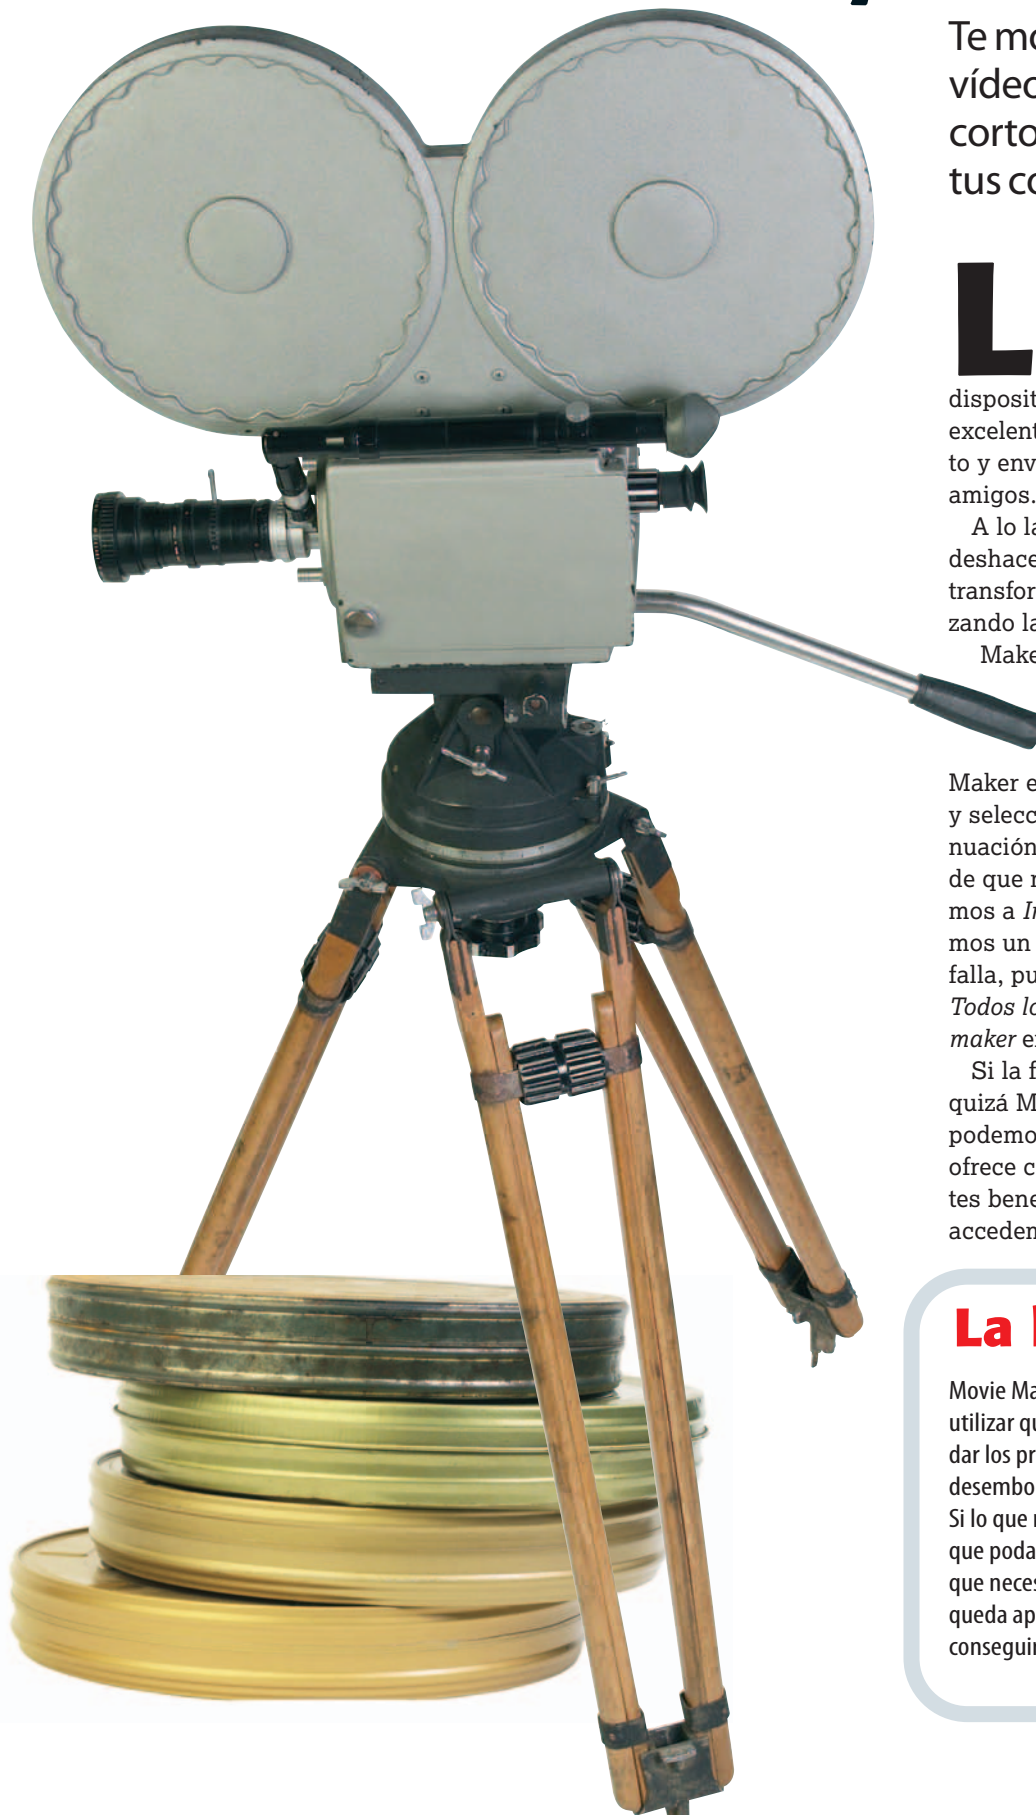 Te mo
vídeo
corto
tus co
L
disposit
excelent
to y env
amigos.
A lo la
deshace
transfor
zando la
Make
Maker e
y selecc
nuación
de que r
mos a In
mos un
falla, pu
Todos lo
maker en
Si la f
quizá M
podemo
ofrece c
tes bene
acceden
La
Movie Ma
utilizar qu
dar los pr
desembo
Si lo que
que poda
que neces
queda ap
conseguir